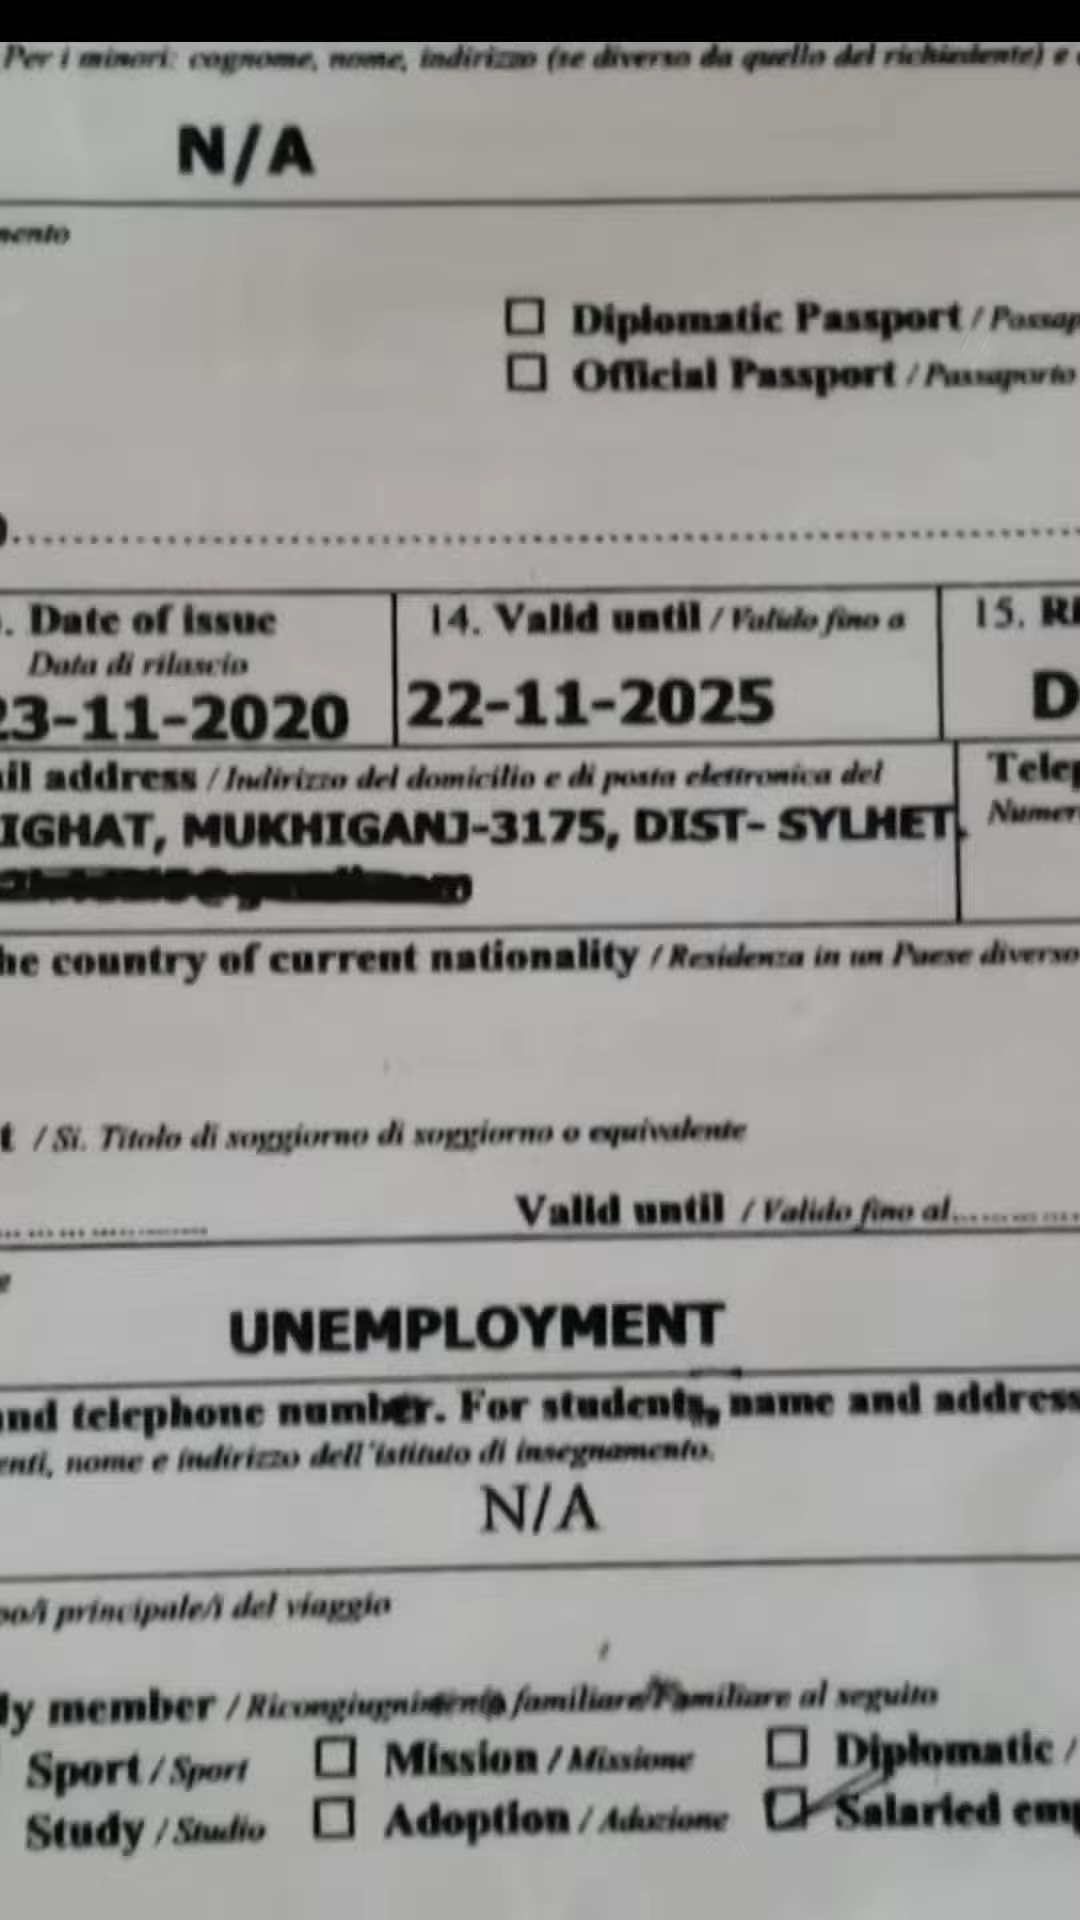 Per i minori: cognome, nome, indirizzo (se diverso da quello del richiedente) e
N/A
mento
Diplomatic Passport / Passap
Official Passport / Passaporto
. Date of issue 14. Valid until / Valido fino a 15. R
Data di rilascio
23-11-2020 22-11-2025 D
il address / Indirizzo del domicilio e di posta elettronica del Telep
IGHAT, MUKHIGANJ-3175, DIST- SYLHET. Numer
he country of current nationality / Residenza in un Paese diverso
t / Si. Titolo di soggiorno di soggiorno o equivalente
Valid until / Valido fino al
UNEMPLOYMENT
nd telephone number. For students, name and address
enti, nome e indirizzo dell'istituto di insegnamento.
N/A
po/i principale/i del viaggio
ly member / Ricongiugnimento familiare/Familiare al seguito
Sport / Sport Mission / Missione Diplomatic /
Study / Studio Adoption / Adozione Salaried emp